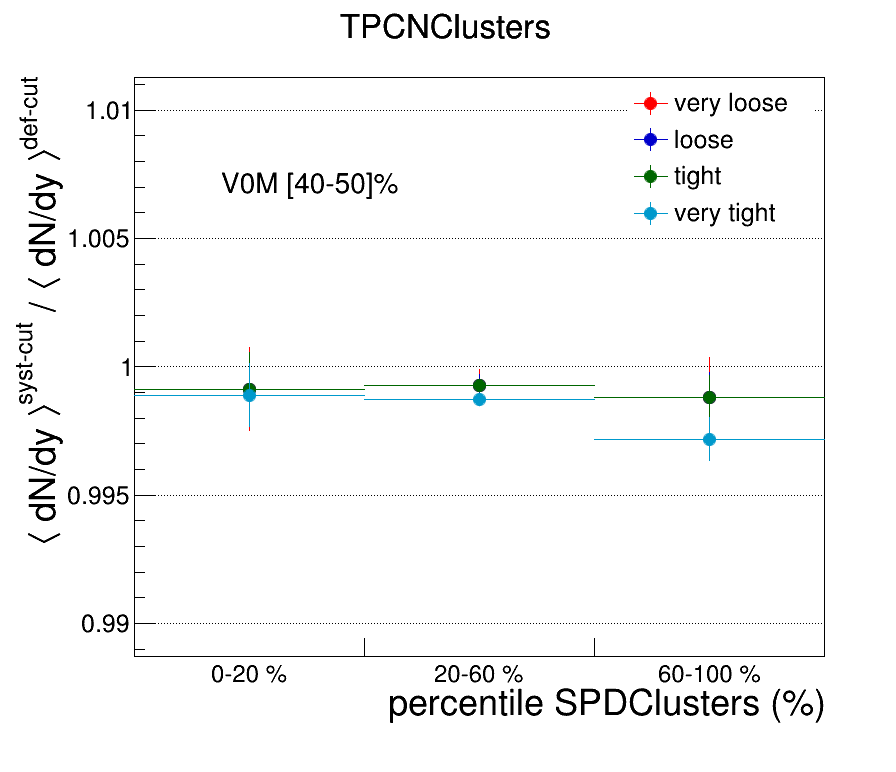 TPCNClusters
⟨ dN/dy ⟩^syst-cut / ⟨ dN/dy ⟩^def-cut
1.01
1.005
1
0.995
0.99
V0M [40-50]%
very loose
loose
tight
very tight
0-20 %
20-60 %
60-100 %
percentile SPDClusters (%)